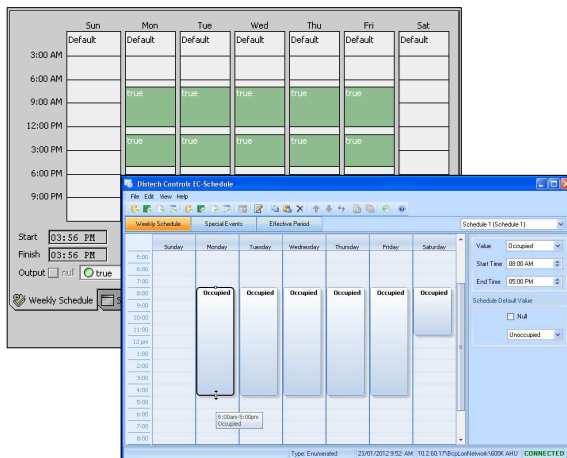 Sun Mon Tue Wed Thu Fri Sat
Default Default Default Default Default Default Default
3:00 AM
6:00 AM
9:00 AM true true true true true
12:00 PM
3:00 PM true true true true true
6:00 PM
9:00 PM
Start 03:56 PM
Finish 03:56 PM
Output null true
Weekly Schedule S
Distech Controls EC-Schedule
File Edit View Help
Weekly Schedule Special Events Effective Period Schedule 1 (Schedule 1)
Sunday Monday Tuesday Wednesday Thursday Friday Saturday
5:00
6:00
7:00
8:00 Occupied Occupied Occupied Occupied Occupied Occupied
9:00
10:00
11:00
12 pm
1:00
2:00
3:00
4:00
5:00
6:00
7:00
8:00
8:00am-5:00pm
Occupied
Value Occupied
Start Time 08:00 AM
End Time 05:00 PM
Schedule Default Value
Null
Unoccupied
Type: Enumerated 23/01/2012 9:52 AM 10.2.60.17\BcpLonNetwork\600K AHU CONNECTED